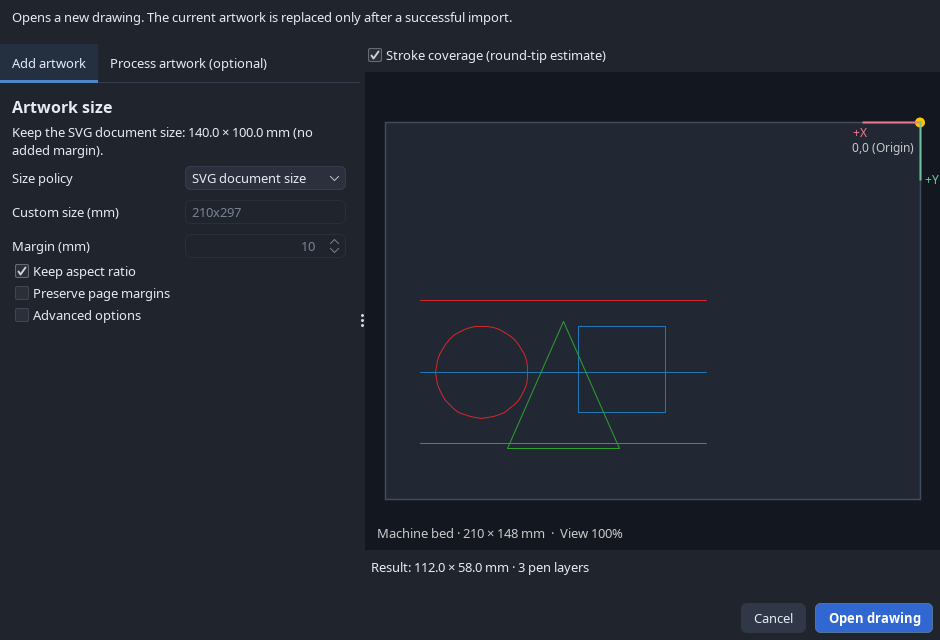 Opens a new drawing. The current artwork is replaced only after a successful import.
Add artwork
Process artwork (optional)
Artwork size
Keep the SVG document size: 140.0 × 100.0 mm (no
added margin).
Size policy
SVG document size
Custom size (mm)
210x297
Margin (mm)
10
Keep aspect ratio
Preserve page margins
Advanced options
Stroke coverage (round-tip estimate)
+X
0,0 (Origin)
+Y
Machine bed · 210 × 148 mm · View 100%
Result: 112.0 × 58.0 mm · 3 pen layers
Cancel
Open drawing